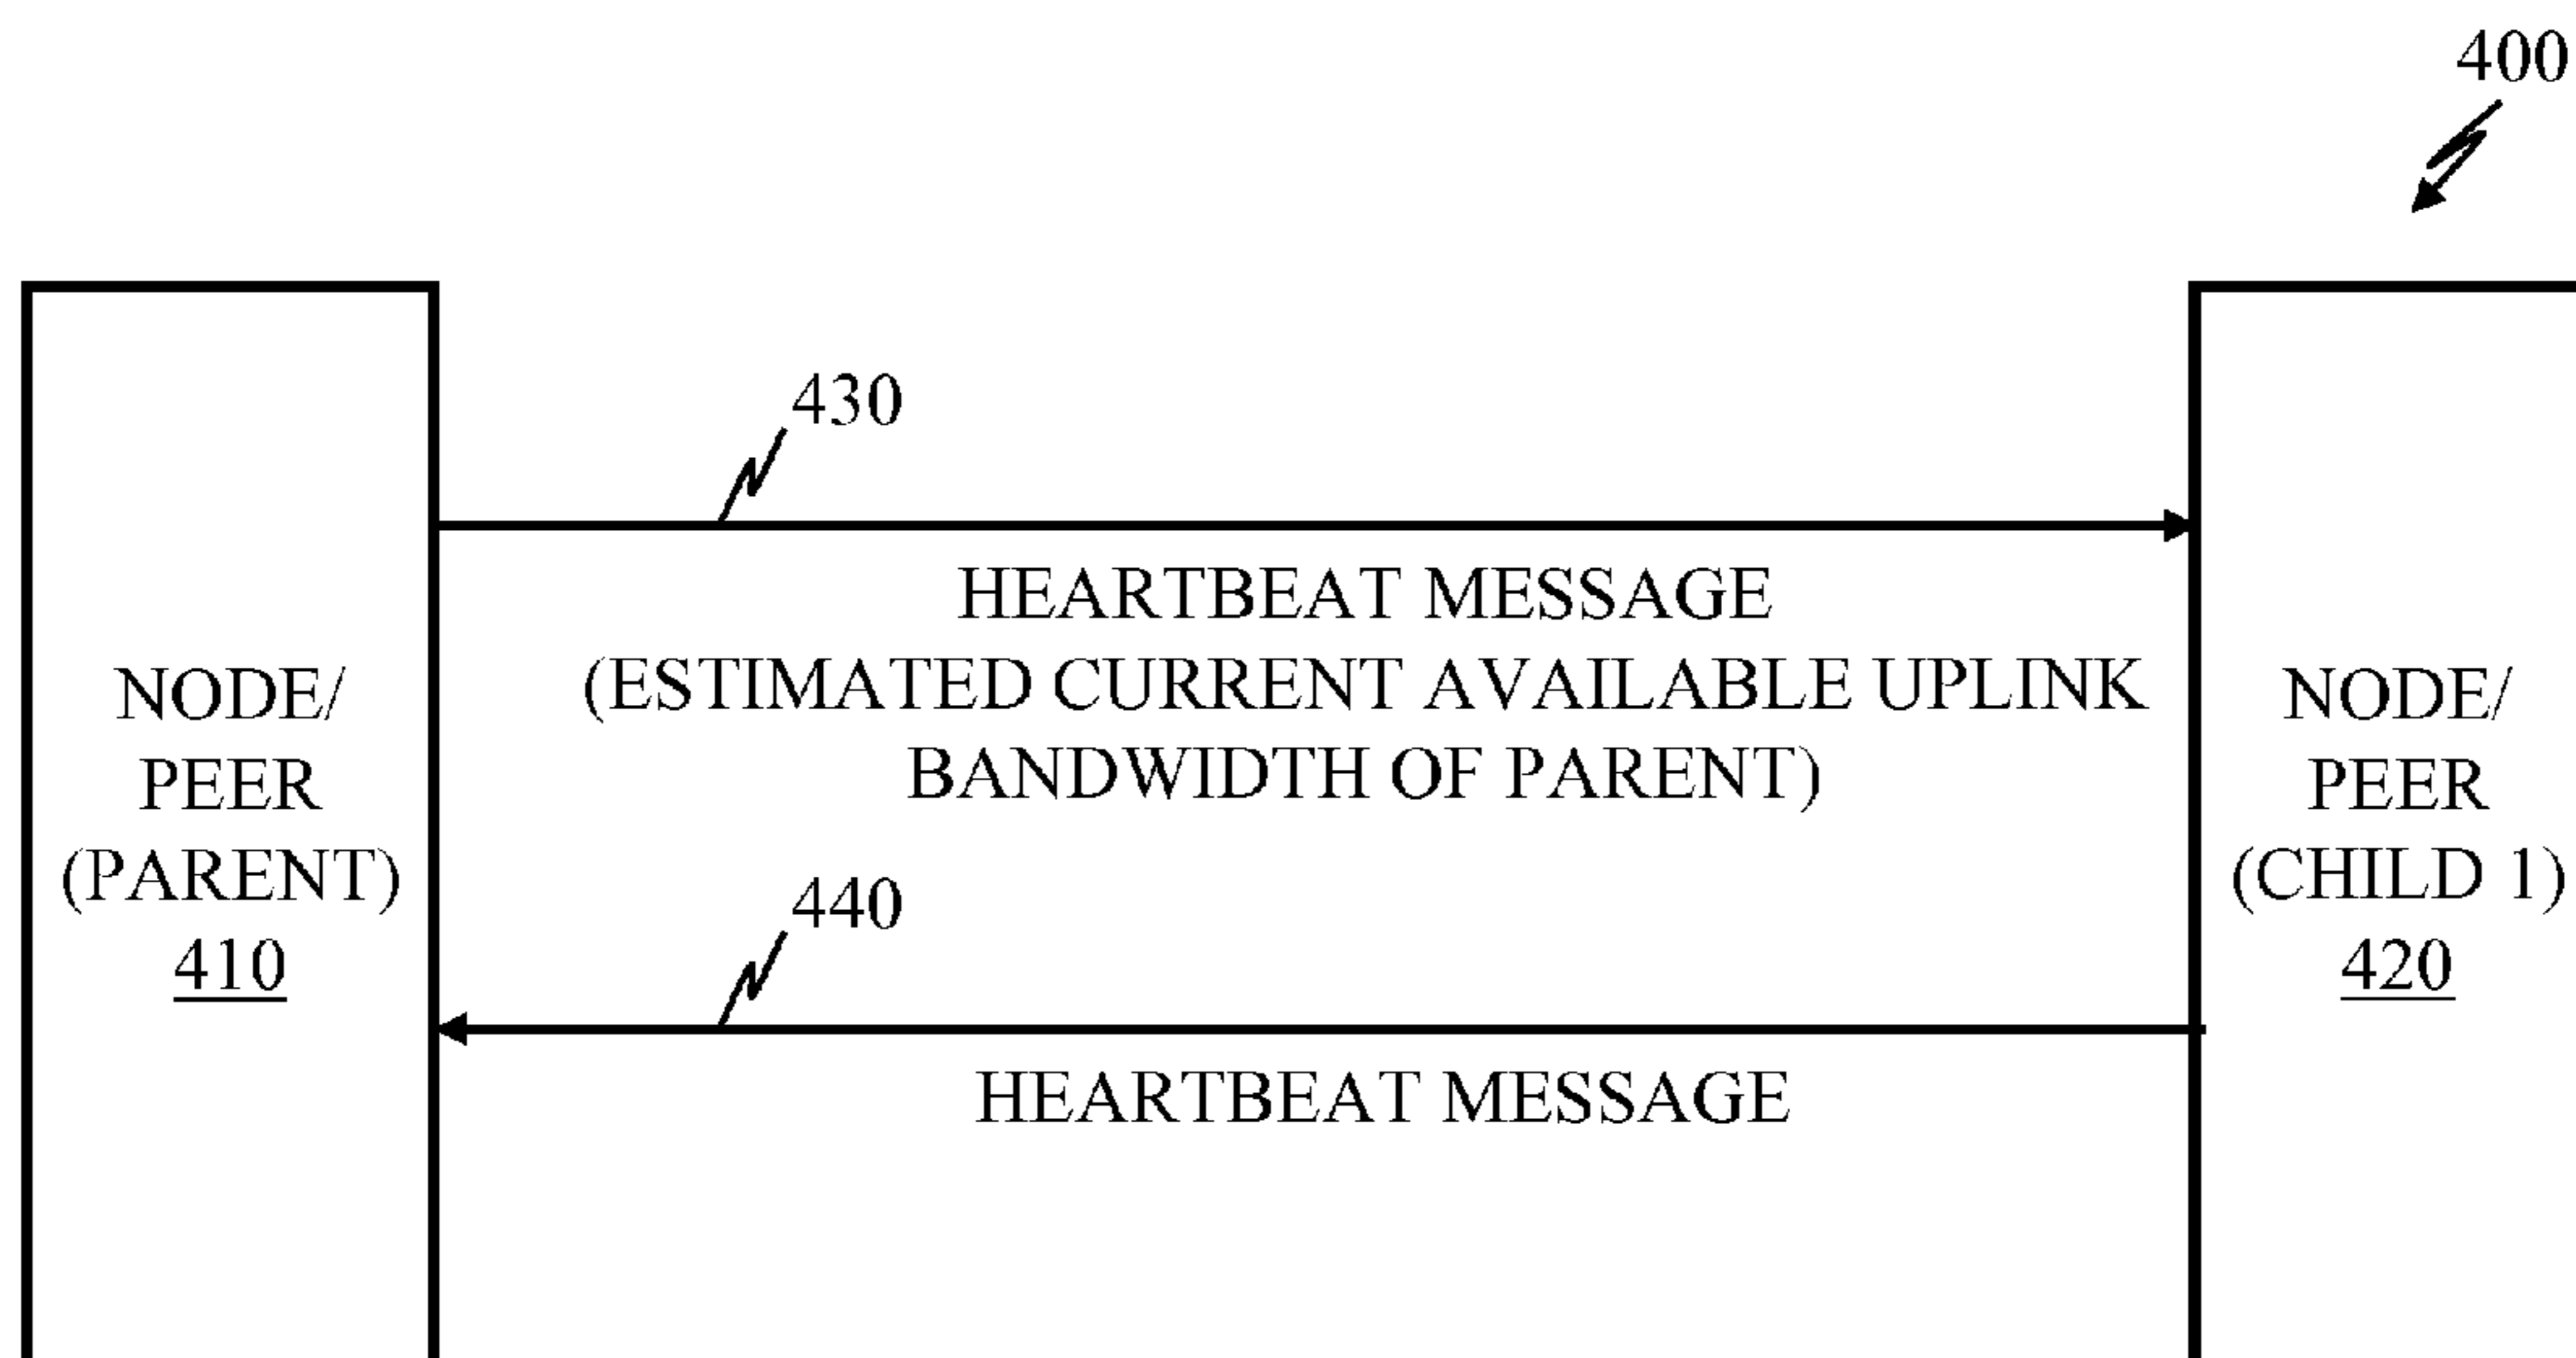 400
430
HEARTBEAT MESSAGE
(ESTIMATED CURRENT AVAILABLE UPLINK
BANDWIDTH OF PARENT)
NODE/
PEER
(PARENT)
410
NODE/
PEER
(CHILD 1)
420
440
HEARTBEAT MESSAGE